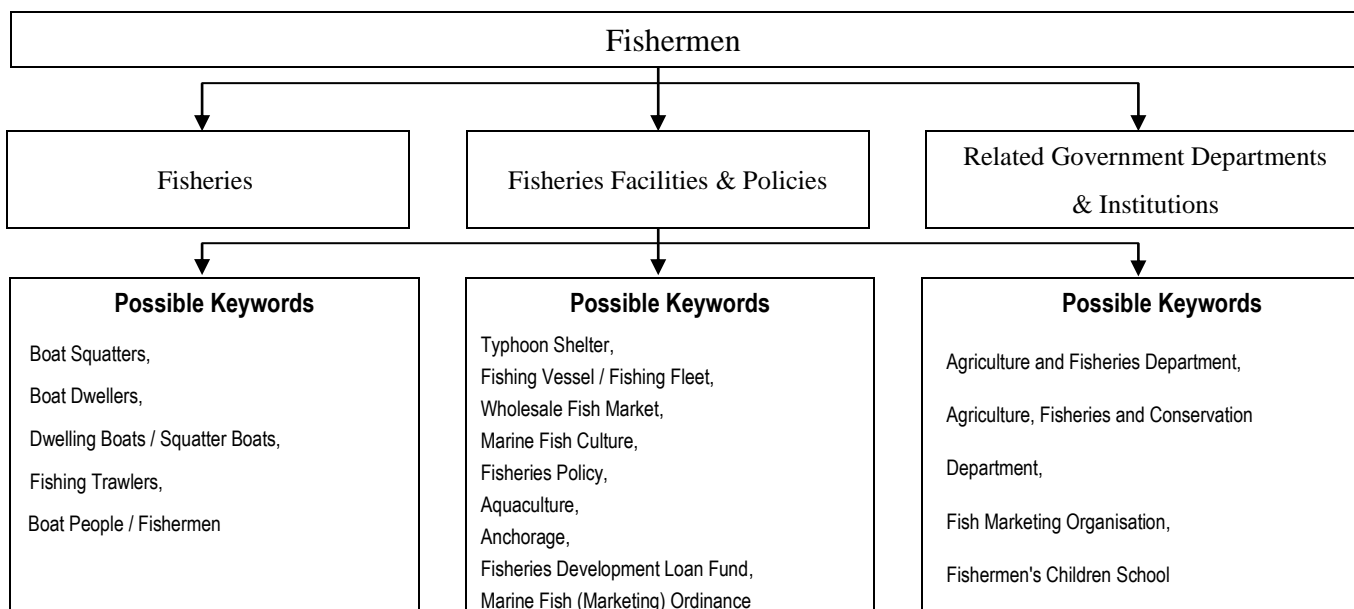 Fishermen
Fisheries
Fisheries Facilities & Policies
Related Government Departments
& Institutions
Possible Keywords
Boat Squatters,
Boat Dwellers,
Dwelling Boats / Squatter Boats,
Fishing Trawlers,
Boat People / Fishermen
Possible Keywords
Typhoon Shelter,
Fishing Vessel / Fishing Fleet,
Wholesale Fish Market,
Marine Fish Culture,
Fisheries Policy,
Aquaculture,
Anchorage,
Fisheries Development Loan Fund,
Marine Fish (Marketing) Ordinance
Possible Keywords
Agriculture and Fisheries Department,
Agriculture, Fisheries and Conservation
Department,
Fish Marketing Organisation,
Fishermen's Children School